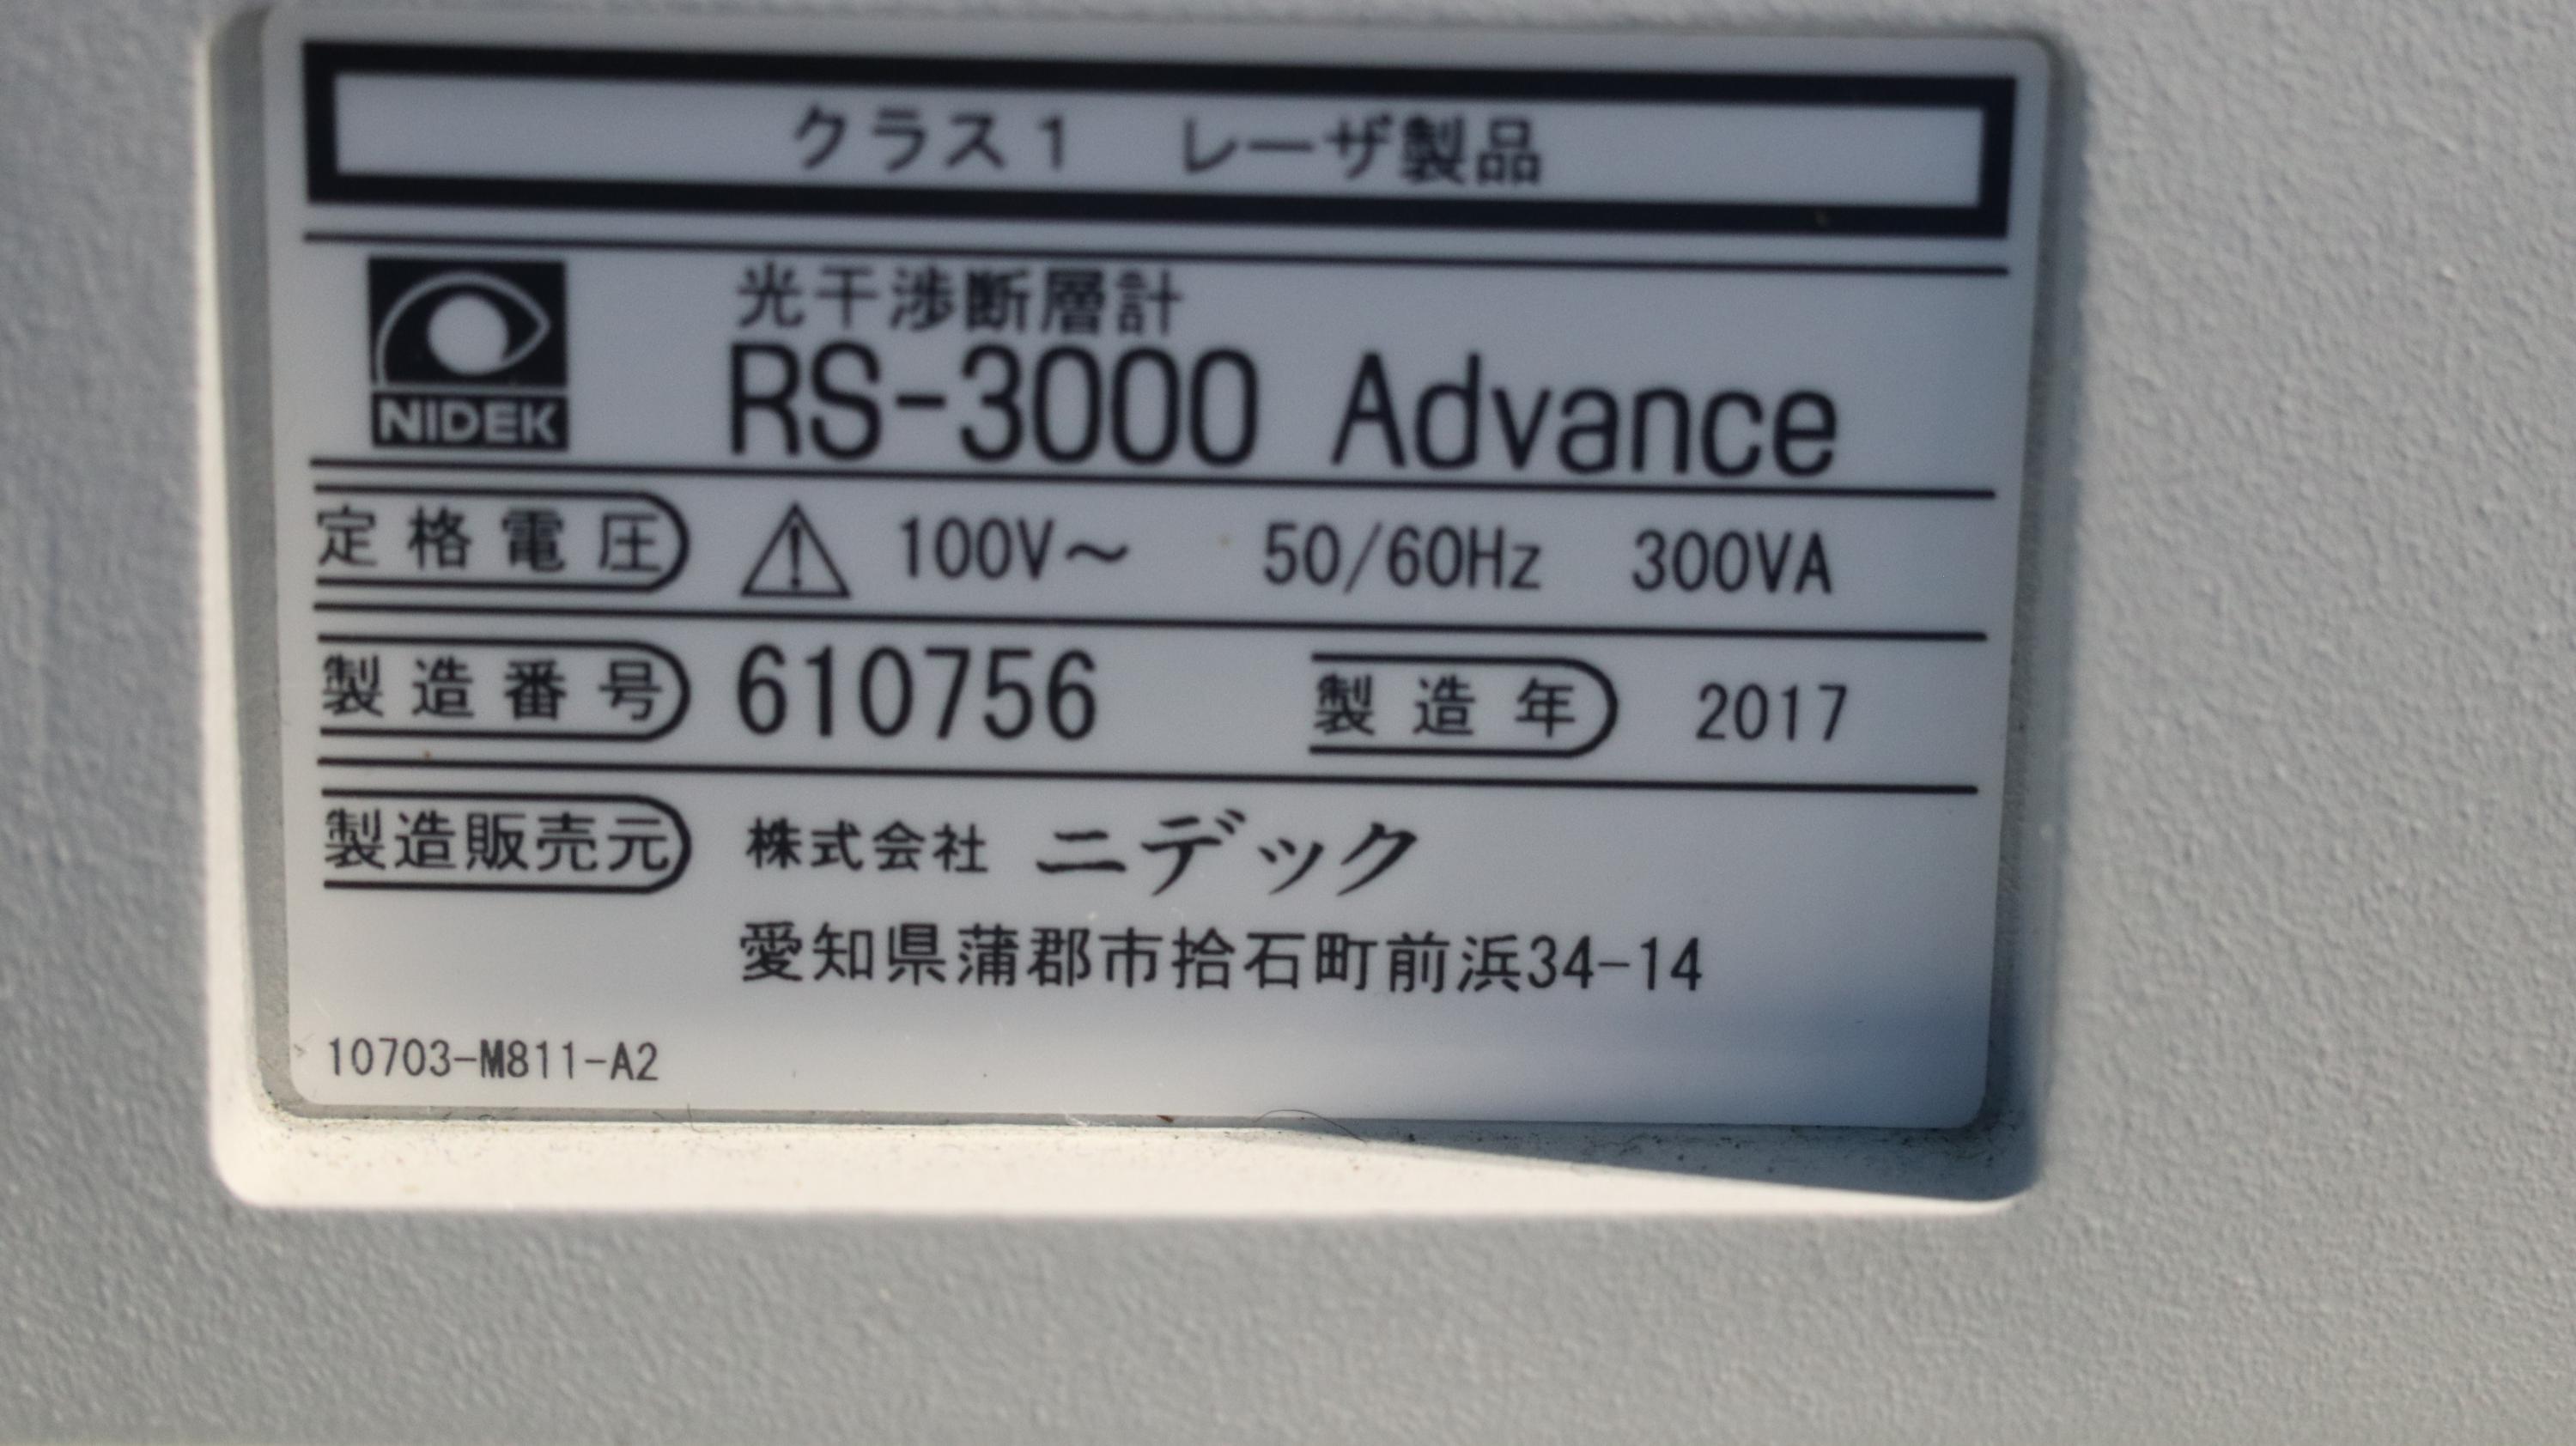 クラス1 レーザ製品
光干渉断層計
NIDEK
RS-3000 Advance
定格電圧 100V～ 50/60Hz 300VA
製造番号 610756 製造年 2017
製造販売元 株式会社 ニデック
愛知県蒲郡市拾石町前浜34-14
10703-M811-A2